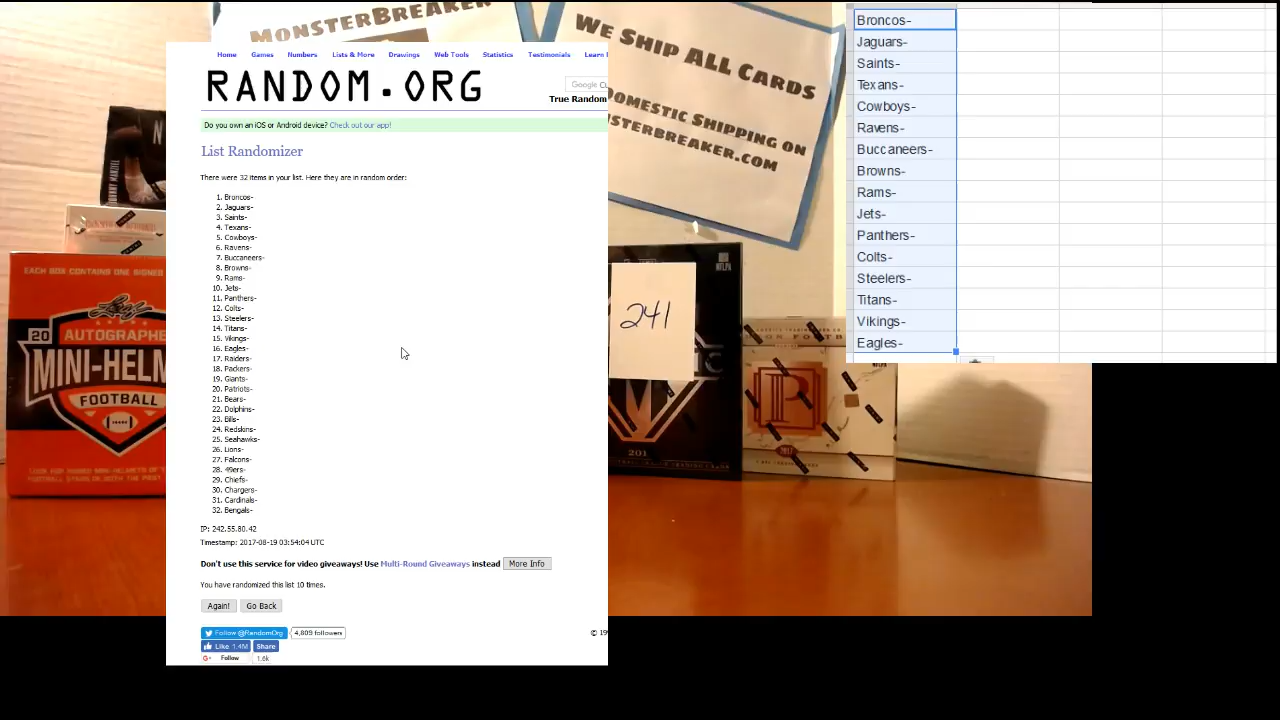 MONSTERBREAKER
WE SHIP ALL CARDS
DOMESTIC SHIPPING ON
MONSTERBREAKER.COM
Home Games Numbers Lists & More Drawings Web Tools Statistics Testimonials Learn
RANDOM.ORG
Google
True Random
Do you own an iOS or Android device? Check out our app!
List Randomizer
There were 32 items in your list. Here they are in random order:
1. Broncos-
2. Jaguars-
3. Saints-
4. Texans-
5. Cowboys-
6. Ravens-
7. Buccaneers-
8. Browns-
9. Rams-
10. Jets-
11. Panthers-
12. Colts-
13. Steelers-
14. Titans-
15. Vikings-
16. Eagles-
17. Raiders-
18. Packers-
19. Giants-
20. Patriots-
21. Bears-
22. Dolphins-
23. Bills-
24. Redskins-
25. Seahawks-
26. Lions-
27. Falcons-
28. 49ers-
29. Chiefs-
30. Chargers-
31. Cardinals-
32. Bengals-
IP: 242.55.80.42
Timestamp: 2017-08-19 03:54:04 UTC
Don't use this service for video giveaways! Use Multi-Round Giveaways instead More Info
You have randomized this list 10 times.
Again! Go Back
Follow @RandomOrg 4,809 followers
Like 1.4M Share
G+ Follow 1.6k
Broncos-
Jaguars-
Saints-
Texans-
Cowboys-
Ravens-
Buccaneers-
Browns-
Rams-
Jets-
Panthers-
Colts-
Steelers-
Titans-
Vikings-
Eagles-
EACH BOX CONTAINS ONE SIGNED
Leaf
20
AUTOGRAPHE
MINI-HELM
FOOTBALL
241
NFLPA
2017